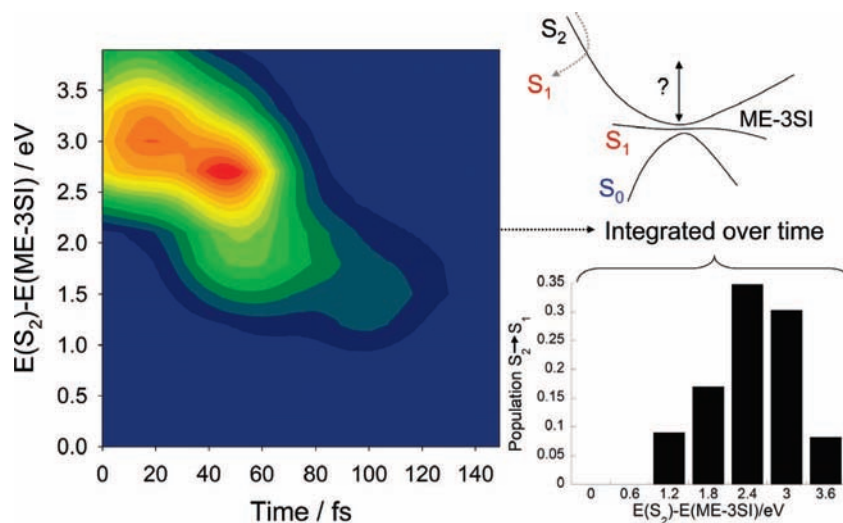 E(S₂)-E(ME-3SI) / eV
3.5
3.0
2.5
2.0
1.5
1.0
0.5
0.0
0 20 40 60 80 100 120 140
Time / fs
S₂
S₁
?
ME-3SI
S₁
S₀
Integrated over time
Population S₂→S₁
0.35
0.3
0.25
0.2
0.15
0.1
0.05
0
0 0.6 1.2 1.8 2.4 3 3.6
E(S₂)-E(ME-3SI)/eV